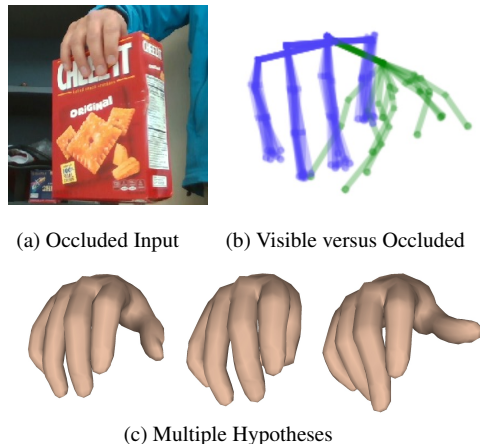 CHEEZ-IT
ORIGINAL
(a) Occluded Input
(b) Visible versus Occluded
(c) Multiple Hypotheses